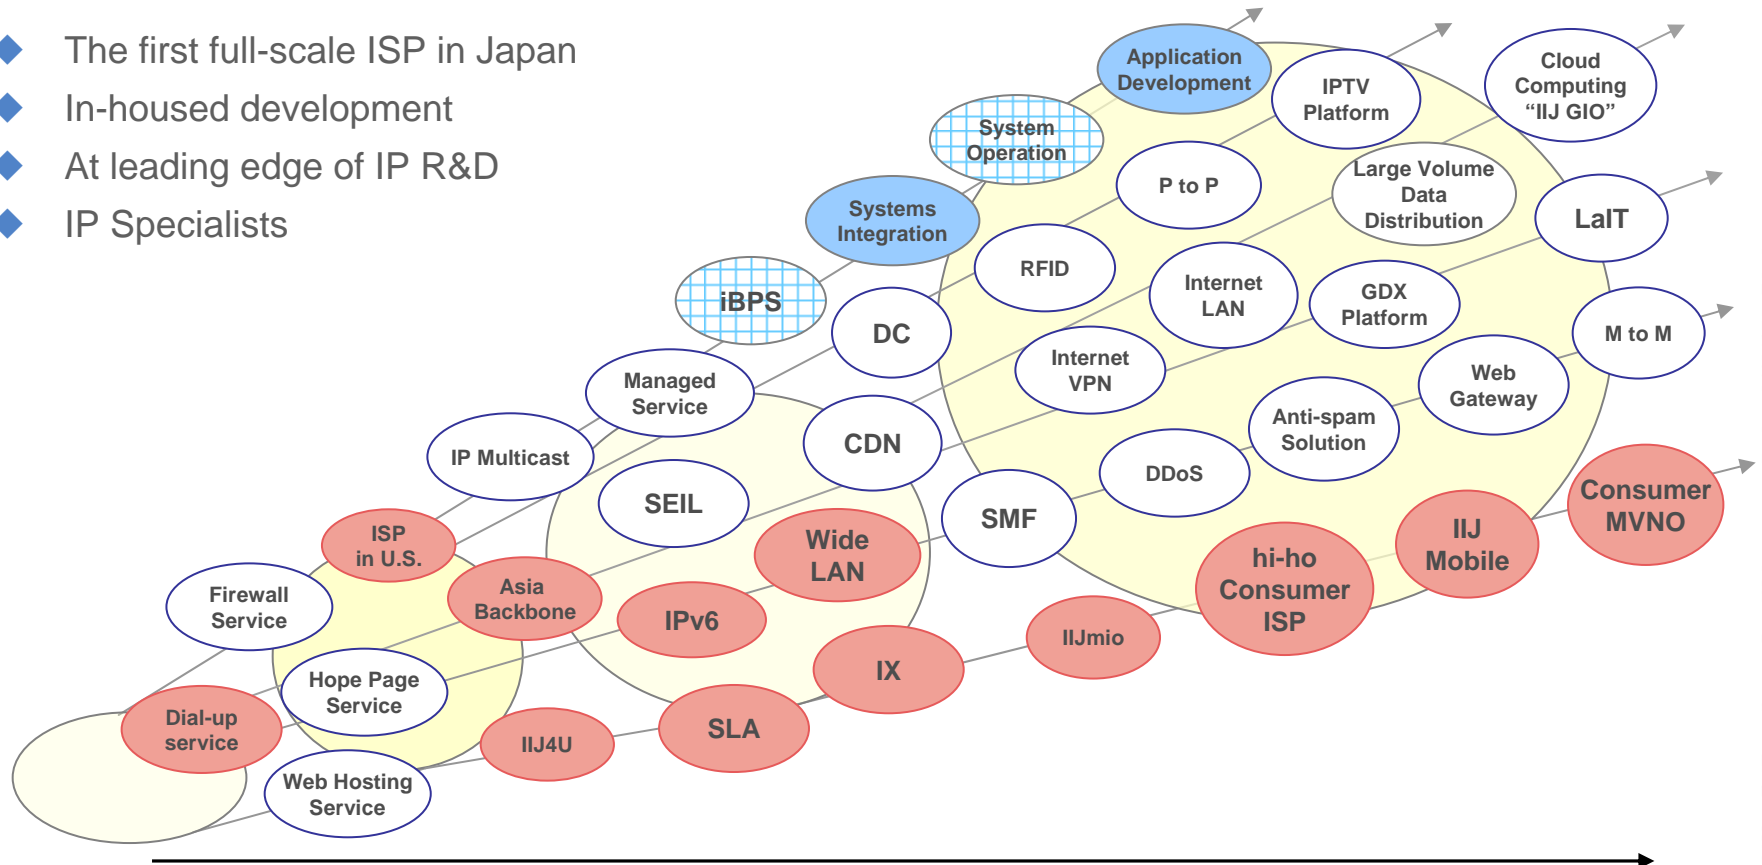 The first full-scale ISP in Japan
In-housed development
At leading edge of IP R&D
IP Specialists
Application
Development
IPTV
Platform
Cloud
Computing
“IIJ GIO”
System
Operation
P to P
Large Volume
Data
Distribution
Systems
Integration
LaIT
RFID
Internet
LAN
GDX
Platform
iBPS
DC
M to M
Internet
VPN
Managed
Service
Web
Gateway
IP Multicast
CDN
Anti-spam
Solution
SEIL
DDoS
SMF
Consumer
MVNO
ISP
in U.S.
Wide
LAN
IIJ
Mobile
Firewall
Service
Asia
Backbone
IPv6
hi-ho
Consumer
ISP
IIJmio
IX
Hope Page
Service
Dial-up
service
IIJ4U
SLA
Web Hosting
Service